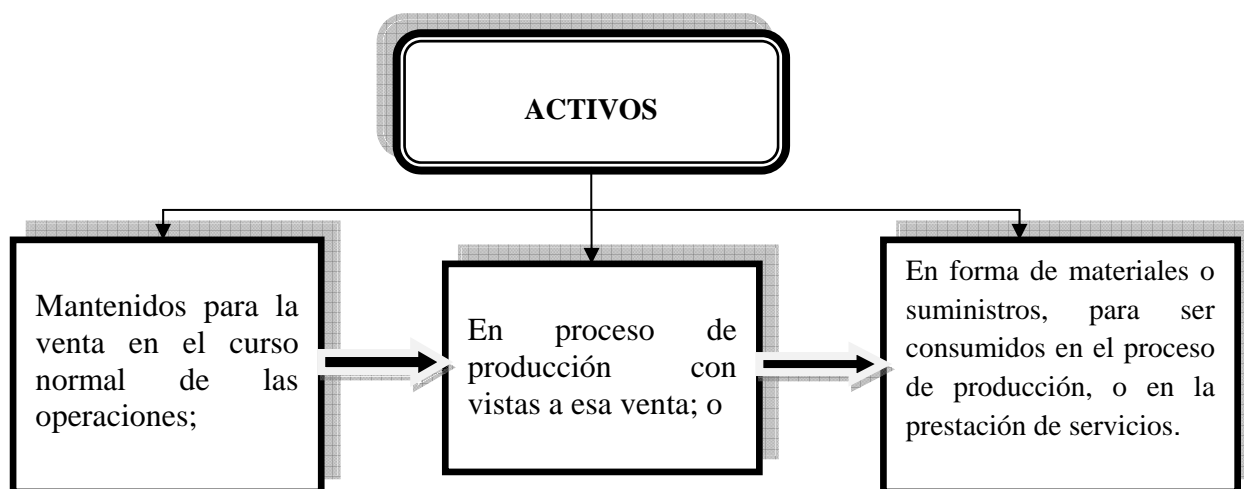 ACTIVOS
Mantenidos para la
venta en el curso
normal de las
operaciones;
En proceso de
producción con
vistas a esa venta; o
En forma de materiales o
suministros, para ser
consumidos en el proceso
de producción, o en la
prestación de servicios.